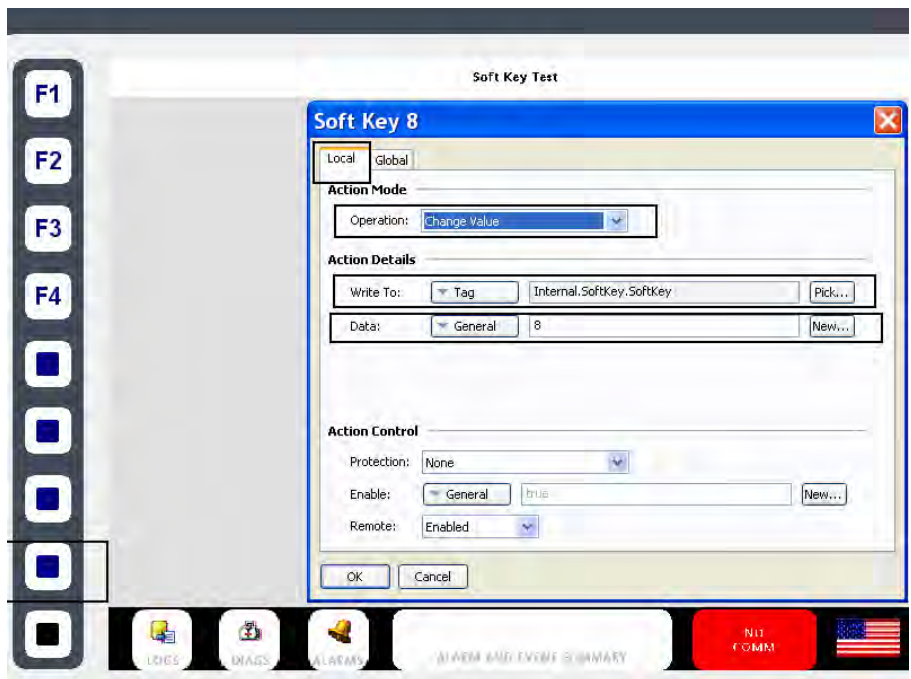 Soft Key Test
F1
F2
F3
F4
Soft Key 8
Local Global
Action Mode
Operation: Change Value
Action Details
Write To: Tag Internal.SoftKey.SoftKey Pick...
Data: General 8 New...
Action Control
Protection: None
Enable: General true New...
Remote: Enabled
OK Cancel
LOGS DIAGS ALARMS ALARM AND EVENT SUMMARY
NO
COMM